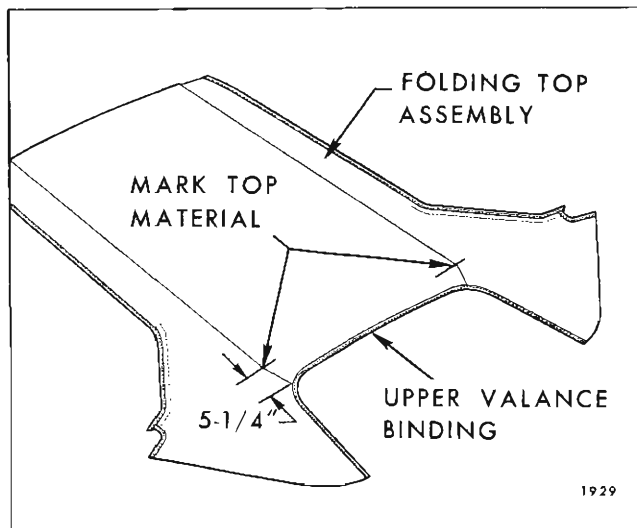 FOLDING TOP
ASSEMBLY
MARK TOP
MATERIAL
5-1/4"
UPPER VALANCE
BINDING
1929